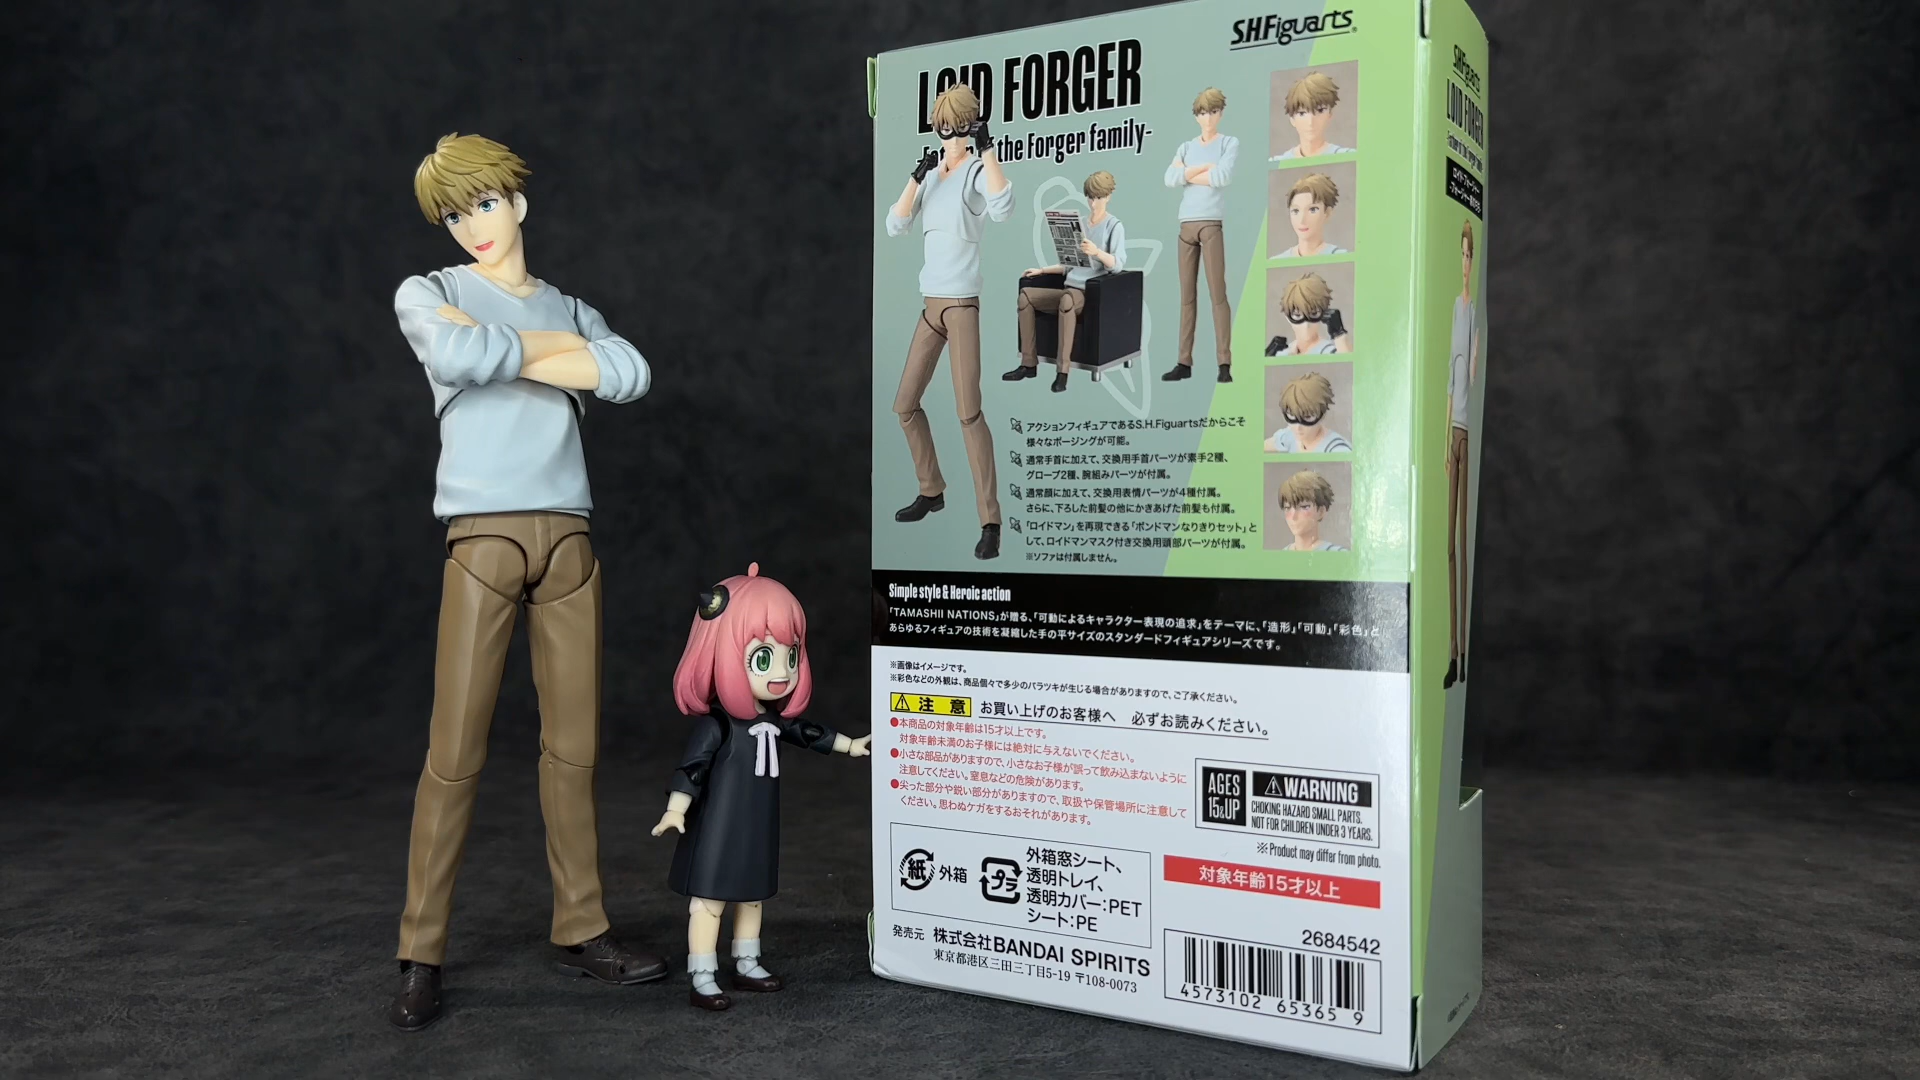 S.H.Figuarts
LOID FORGER
-Father of the Forger family-
アクションフィギュアであるS.H.Figuartsだからこそ
様々なポージングが可能。
通常手首に加えて、交換用手首パーツが素手2種、
グローブ2種、腕組みパーツが付属。
通常顔に加えて、交換用表情パーツが4種付属。
さらに、下ろした前髪の他にかきあげた前髪も付属。
「ロイドマン」を再現できる「ボンドマンなりきりセット」と
して、ロイドマンマスク付き交換用頭部パーツが付属。
※ソファは付属しません。
Simple style & Heroic action
「TAMASHII NATIONS」が贈る、「可動によるキャラクター表現の追求」をテーマに、「造形」「可動」「彩色」と
あらゆるフィギュアの技術を凝縮した手の平サイズのスタンダードフィギュアシリーズです。
※画像はイメージです。
※彩色などの外観は、商品個々で多少のバラツキが生じる場合がありますので、ご了承ください。
注意 お買い上げのお客様へ 必ずお読みください。
●本商品の対象年齢は15才以上です。
対象年齢未満のお子様には絶対に与えないでください。
●小さな部品がありますので、小さなお子様が誤って飲み込まないように
注意してください。窒息などの危険があります。
●尖った部分や鋭い部分がありますので、取扱や保管場所に注意して
ください。思わぬケガをするおそれがあります。
AGES
15&UP
WARNING
CHOKING HAZARD SMALL PARTS.
NOT FOR CHILDREN UNDER 3 YEARS.
※Product may differ from photo.
対象年齢15才以上
紙 外箱
プラ
外箱窓シート、
透明トレイ、
透明カバー:PET
シート:PE
発売元 株式会社BANDAI SPIRITS
東京都港区三田三丁目5-19 〒108-0073
2684542
4573102 65365 9
S.H.Figuarts
LOID FORGER
-Father of the Forger family-
ロイド・フォージャー
-フォージャー家の父-